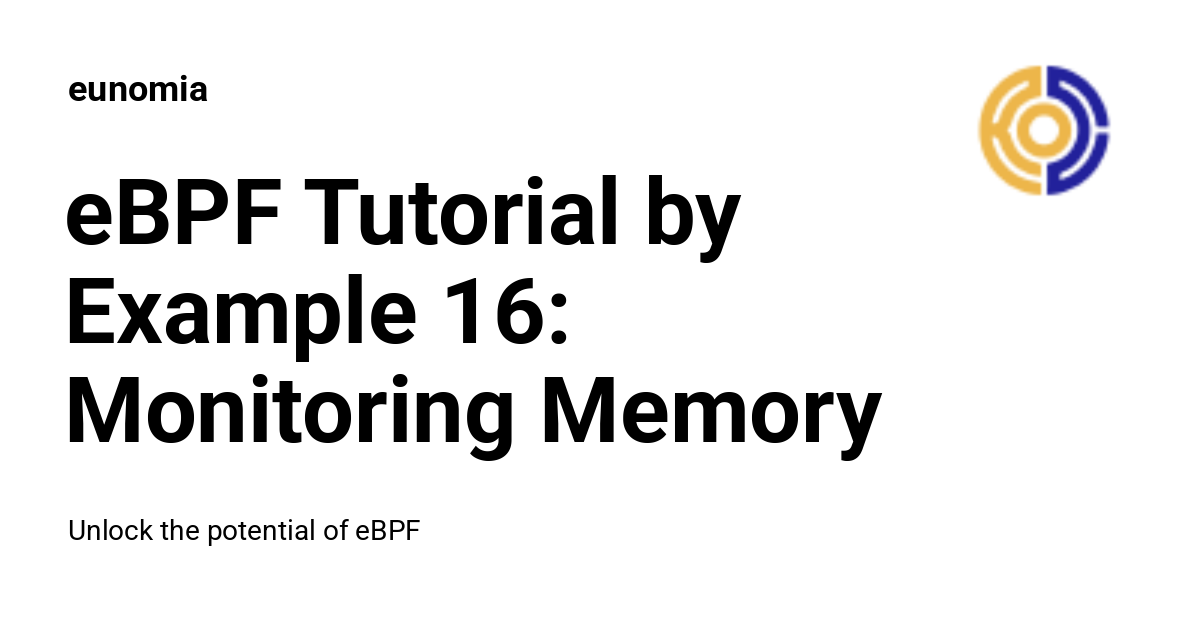 eunomia
eBPF Tutorial by
Example 16:
Monitoring Memory
Unlock the potential of eBPF